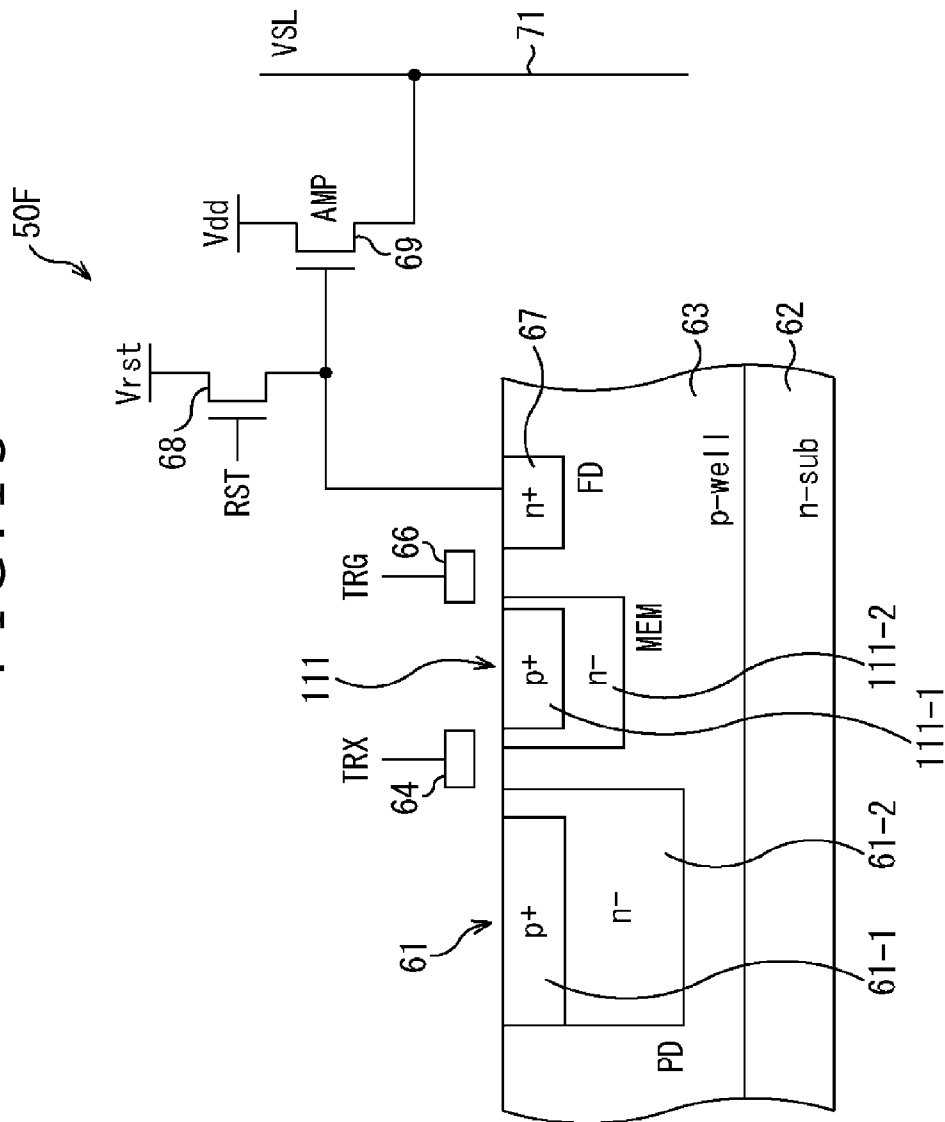 50F
VSL
71
Vdd
AMP
69
Vrst
68
RST
TRG
66
67
n+
FD
63
62
p-well
n-sub
111
TRX
64
p+
n-
MEM
111-2
111-1
61
p+
n-
61-2
61-1
PD